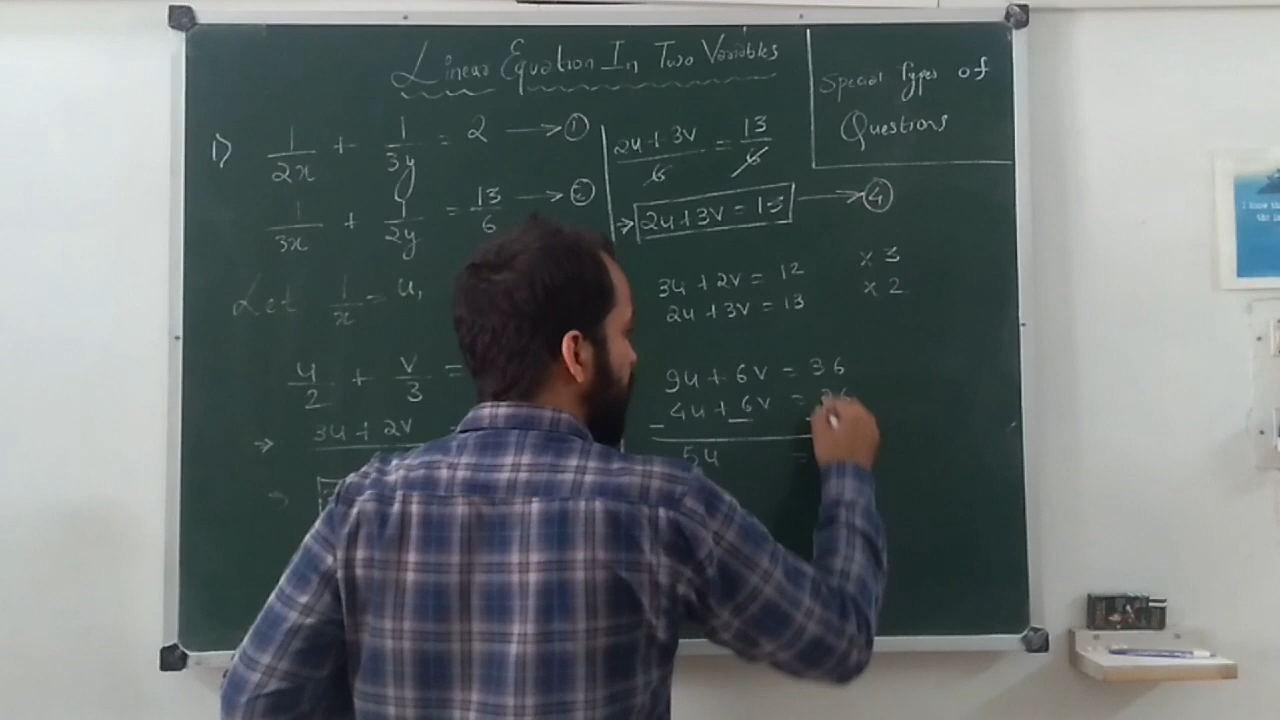 Linear Equation In Two Variables
Special Types of
Questions
1) 1/2x + 1/3y = 2 → ①
1/3x + 1/2y = 13/6 → ②
Let 1/x = u,
u/2 + v/3 =
⇒ 3u + 2v
(2u + 3v)/6 = 13/6
⇒ 2u + 3v = 13 → ④
3u + 2v = 12 × 3
2u + 3v = 13 × 2
9u + 6v = 36
4u + 6v = 26
5u =